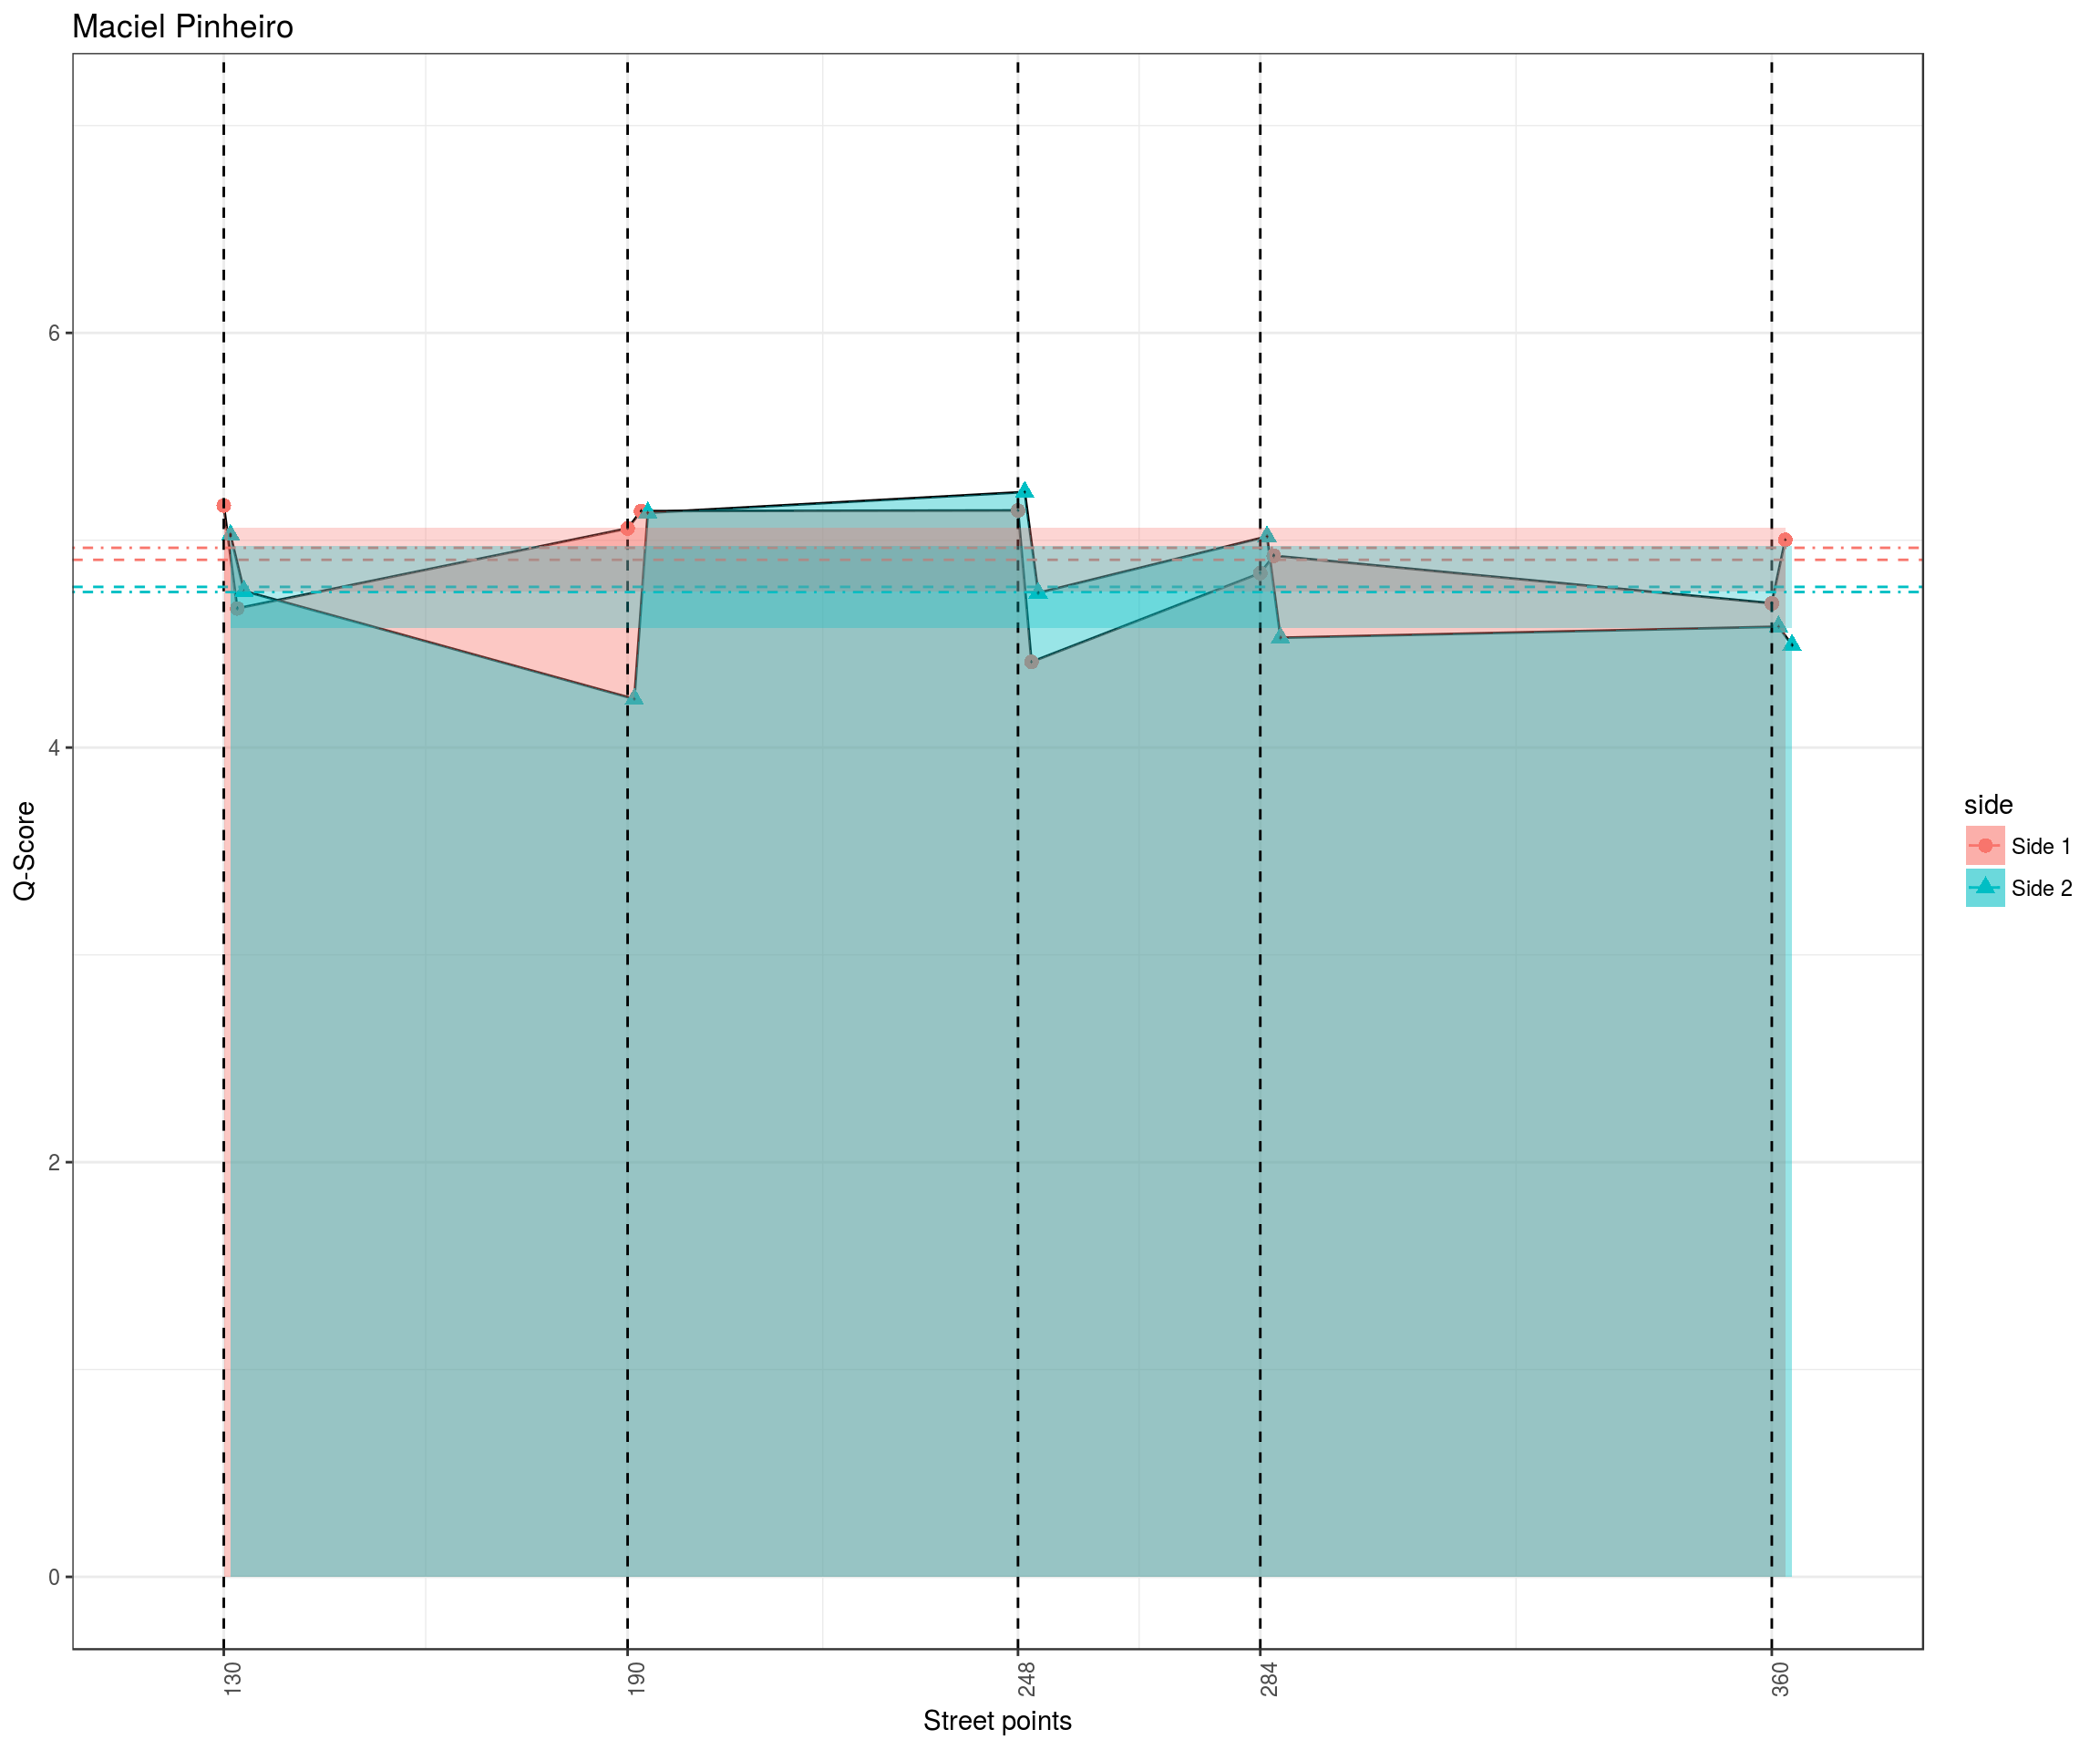 Maciel Pinheiro
6
4
2
0
Q-Score
130
190
248
284
360
Street points
side
Side 1
Side 2